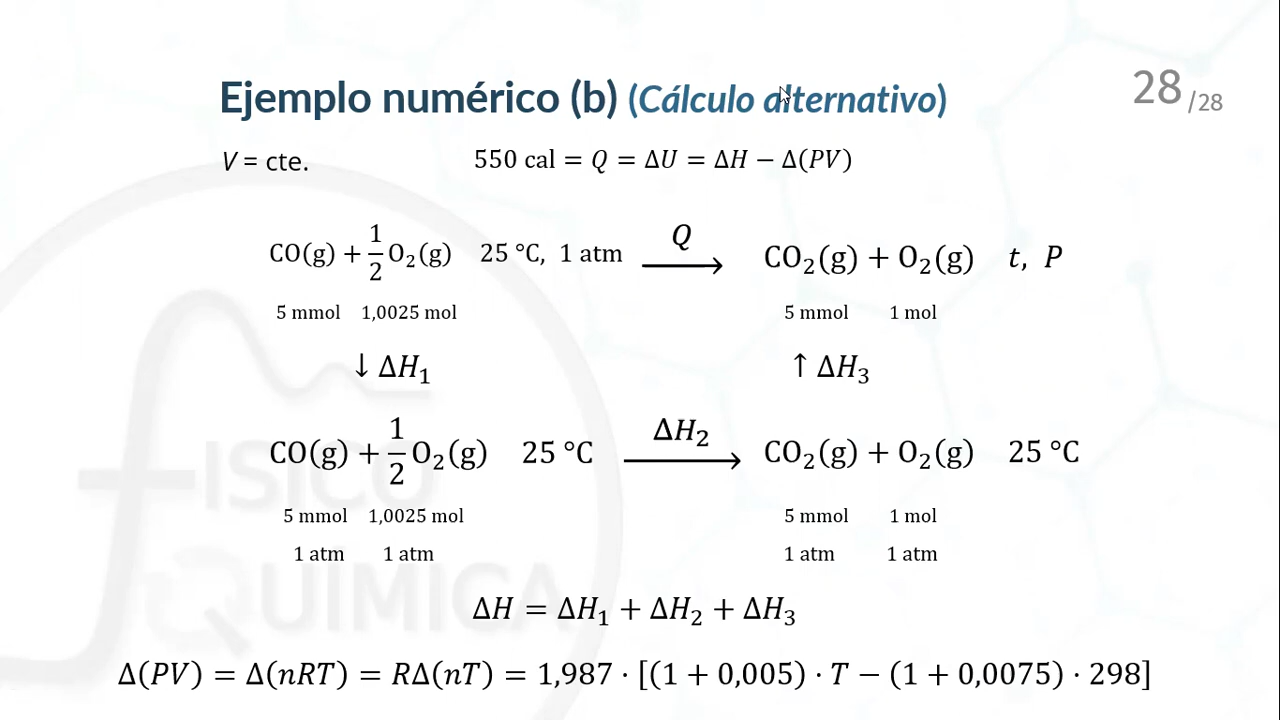 Ejemplo numérico (b) (Cálculo alternativo)
28/28
V = cte.
550 cal = Q = ΔU = ΔH − Δ(PV)
CO(g) + 1/2 O₂(g) 25 °C, 1 atm Q⟶ CO₂(g) + O₂(g) t, P
5 mmol 1,0025 mol 5 mmol 1 mol
↓ ΔH₁ ↑ ΔH₃
CO(g) + 1/2 O₂(g) 25 °C ΔH₂⟶ CO₂(g) + O₂(g) 25 °C
5 mmol 1,0025 mol 5 mmol 1 mol
1 atm 1 atm 1 atm 1 atm
ΔH = ΔH₁ + ΔH₂ + ΔH₃
Δ(PV) = Δ(nRT) = RΔ(nT) = 1,987 · [(1 + 0,005) · T − (1 + 0,0075) · 298]
FISICO
QUÍMICA